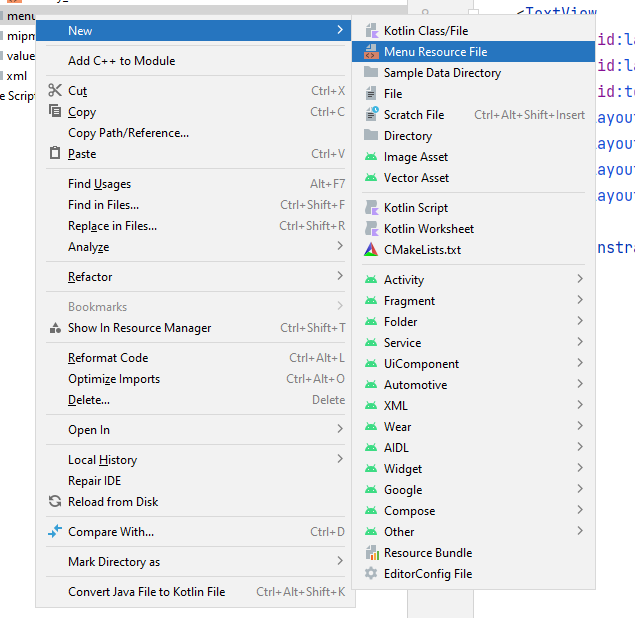 <TextView
menu
mipm
value
xml
e Script
New
Add C++ to Module
Cut Ctrl+X
Copy Ctrl+C
Copy Path/Reference...
Paste Ctrl+V
Find Usages Alt+F7
Find in Files... Ctrl+Shift+F
Replace in Files... Ctrl+Shift+R
Analyze
Refactor
Bookmarks
Show In Resource Manager Ctrl+Shift+T
Reformat Code Ctrl+Alt+L
Optimize Imports Ctrl+Alt+O
Delete... Delete
Open In
Local History
Repair IDE
Reload from Disk
Compare With... Ctrl+D
Mark Directory as
Convert Java File to Kotlin File Ctrl+Alt+Shift+K
Kotlin Class/File
Menu Resource File
Sample Data Directory
File
Scratch File Ctrl+Alt+Shift+Insert
Directory
Image Asset
Vector Asset
Kotlin Script
Kotlin Worksheet
CMakeLists.txt
Activity
Fragment
Folder
Service
UiComponent
Automotive
XML
Wear
AIDL
Widget
Google
Compose
Other
Resource Bundle
EditorConfig File
id:la
id:la
id:te
ayout
ayout
ayout
ayout
nstra